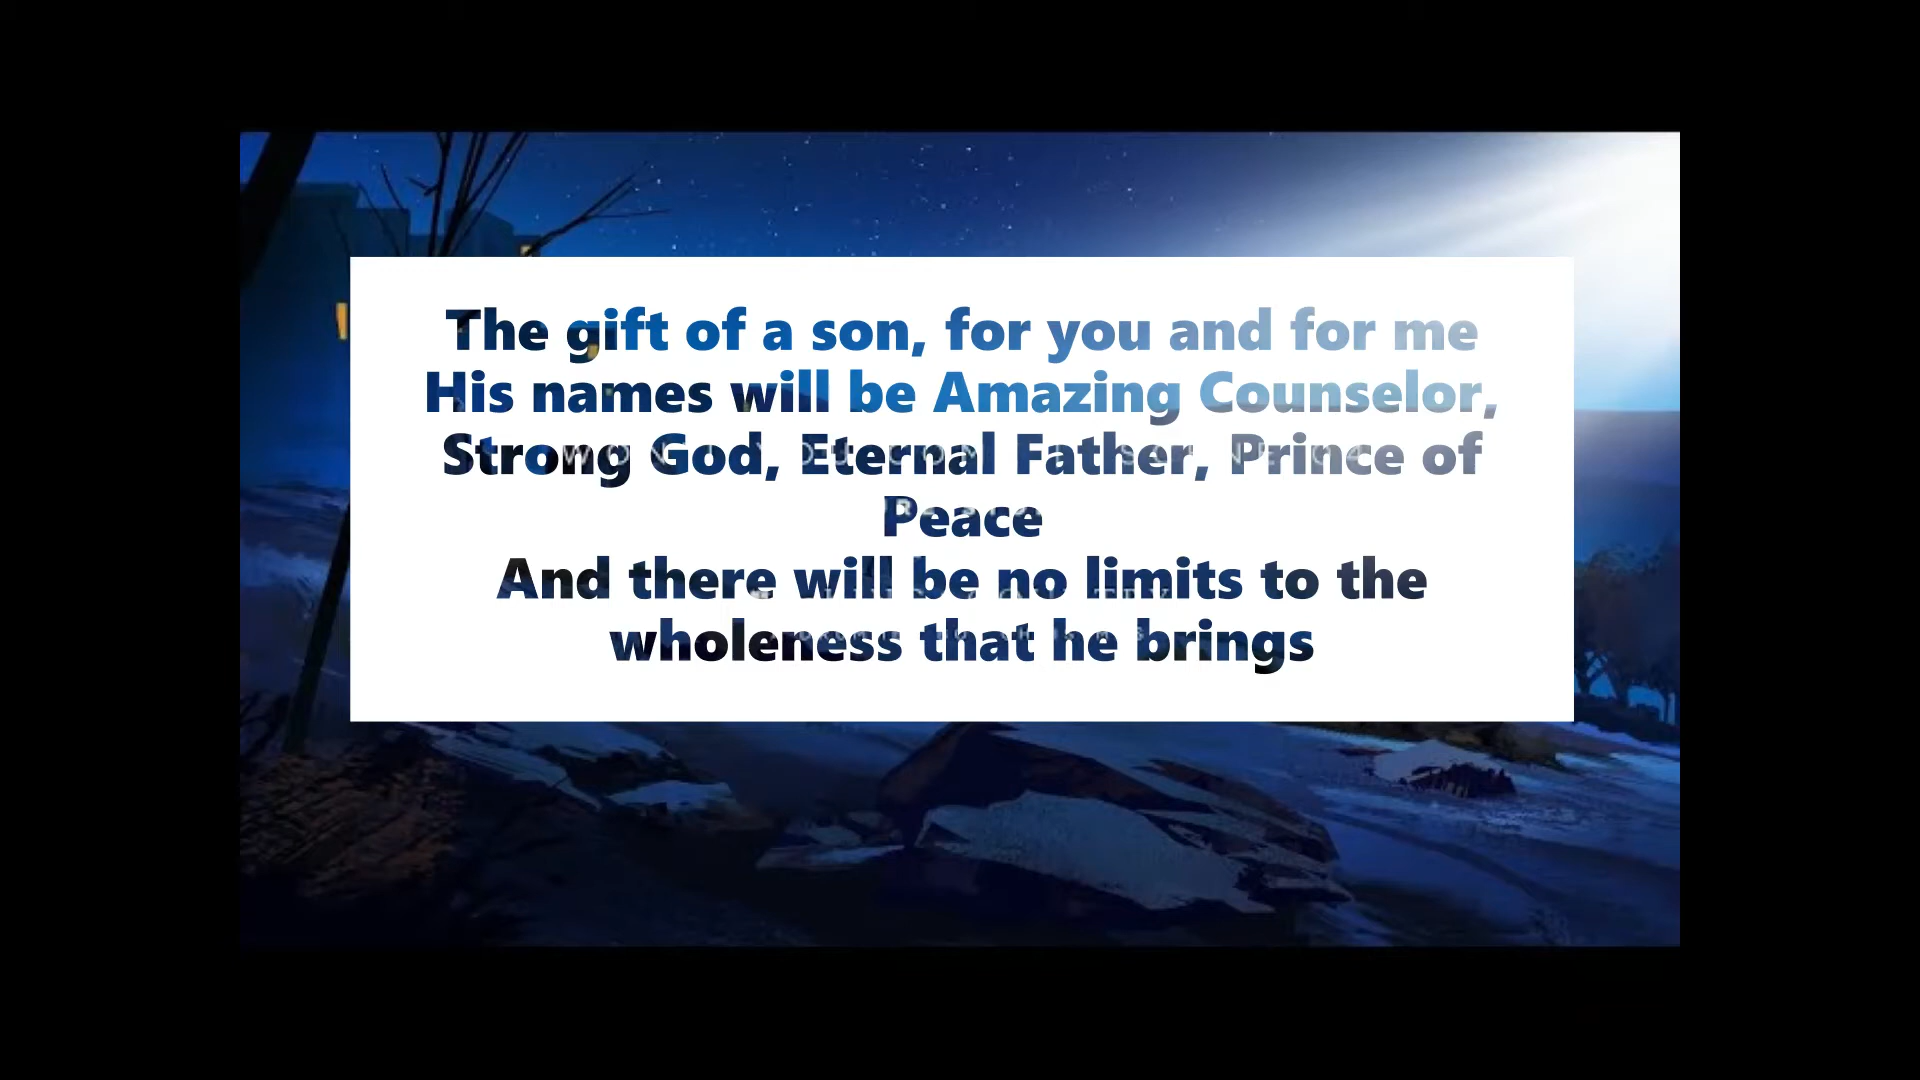 The gift of a son, for you and for me
His names will be Amazing Counselor,
Strong God, Eternal Father, Prince of
Peace
And there will be no limits to the
wholeness that he brings